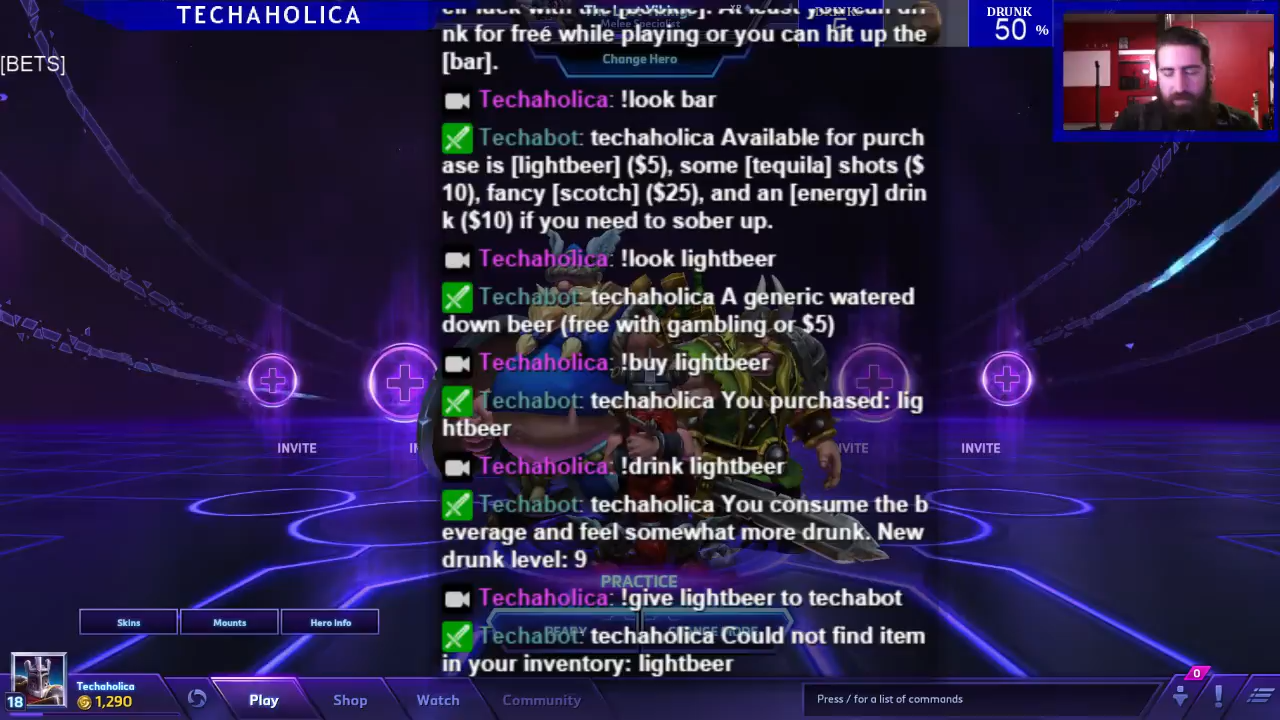 TECHAHOLICA
DRUNK
50 %
Melee Specialist
nk for free while playing or you can hit up the
[bar].
Change Hero
[BETS]
Techaholica: !look bar
Techabot: techaholica Available for purch
ase is [lightbeer] ($5), some [tequila] shots ($
10), fancy [scotch] ($25), and an [energy] drin
k ($10) if you need to sober up.
Techaholica: !look lightbeer
Techabot: techaholica A generic watered
down beer (free with gambling or $5)
Techaholica: !buy lightbeer
Techabot: techaholica You purchased: lig
htbeer
Techaholica: !drink lightbeer
Techabot: techaholica You consume the b
everage and feel somewhat more drunk. New
drunk level: 9
Techaholica: !give lightbeer to techabot
Techabot: techaholica Could not find item
in your inventory: lightbeer
INVITE
INVITE
PRACTICE
READY
Skins
Mounts
Hero Info
18
Techaholica
1,290
Play
Shop
Watch
Community
Press / for a list of commands
0